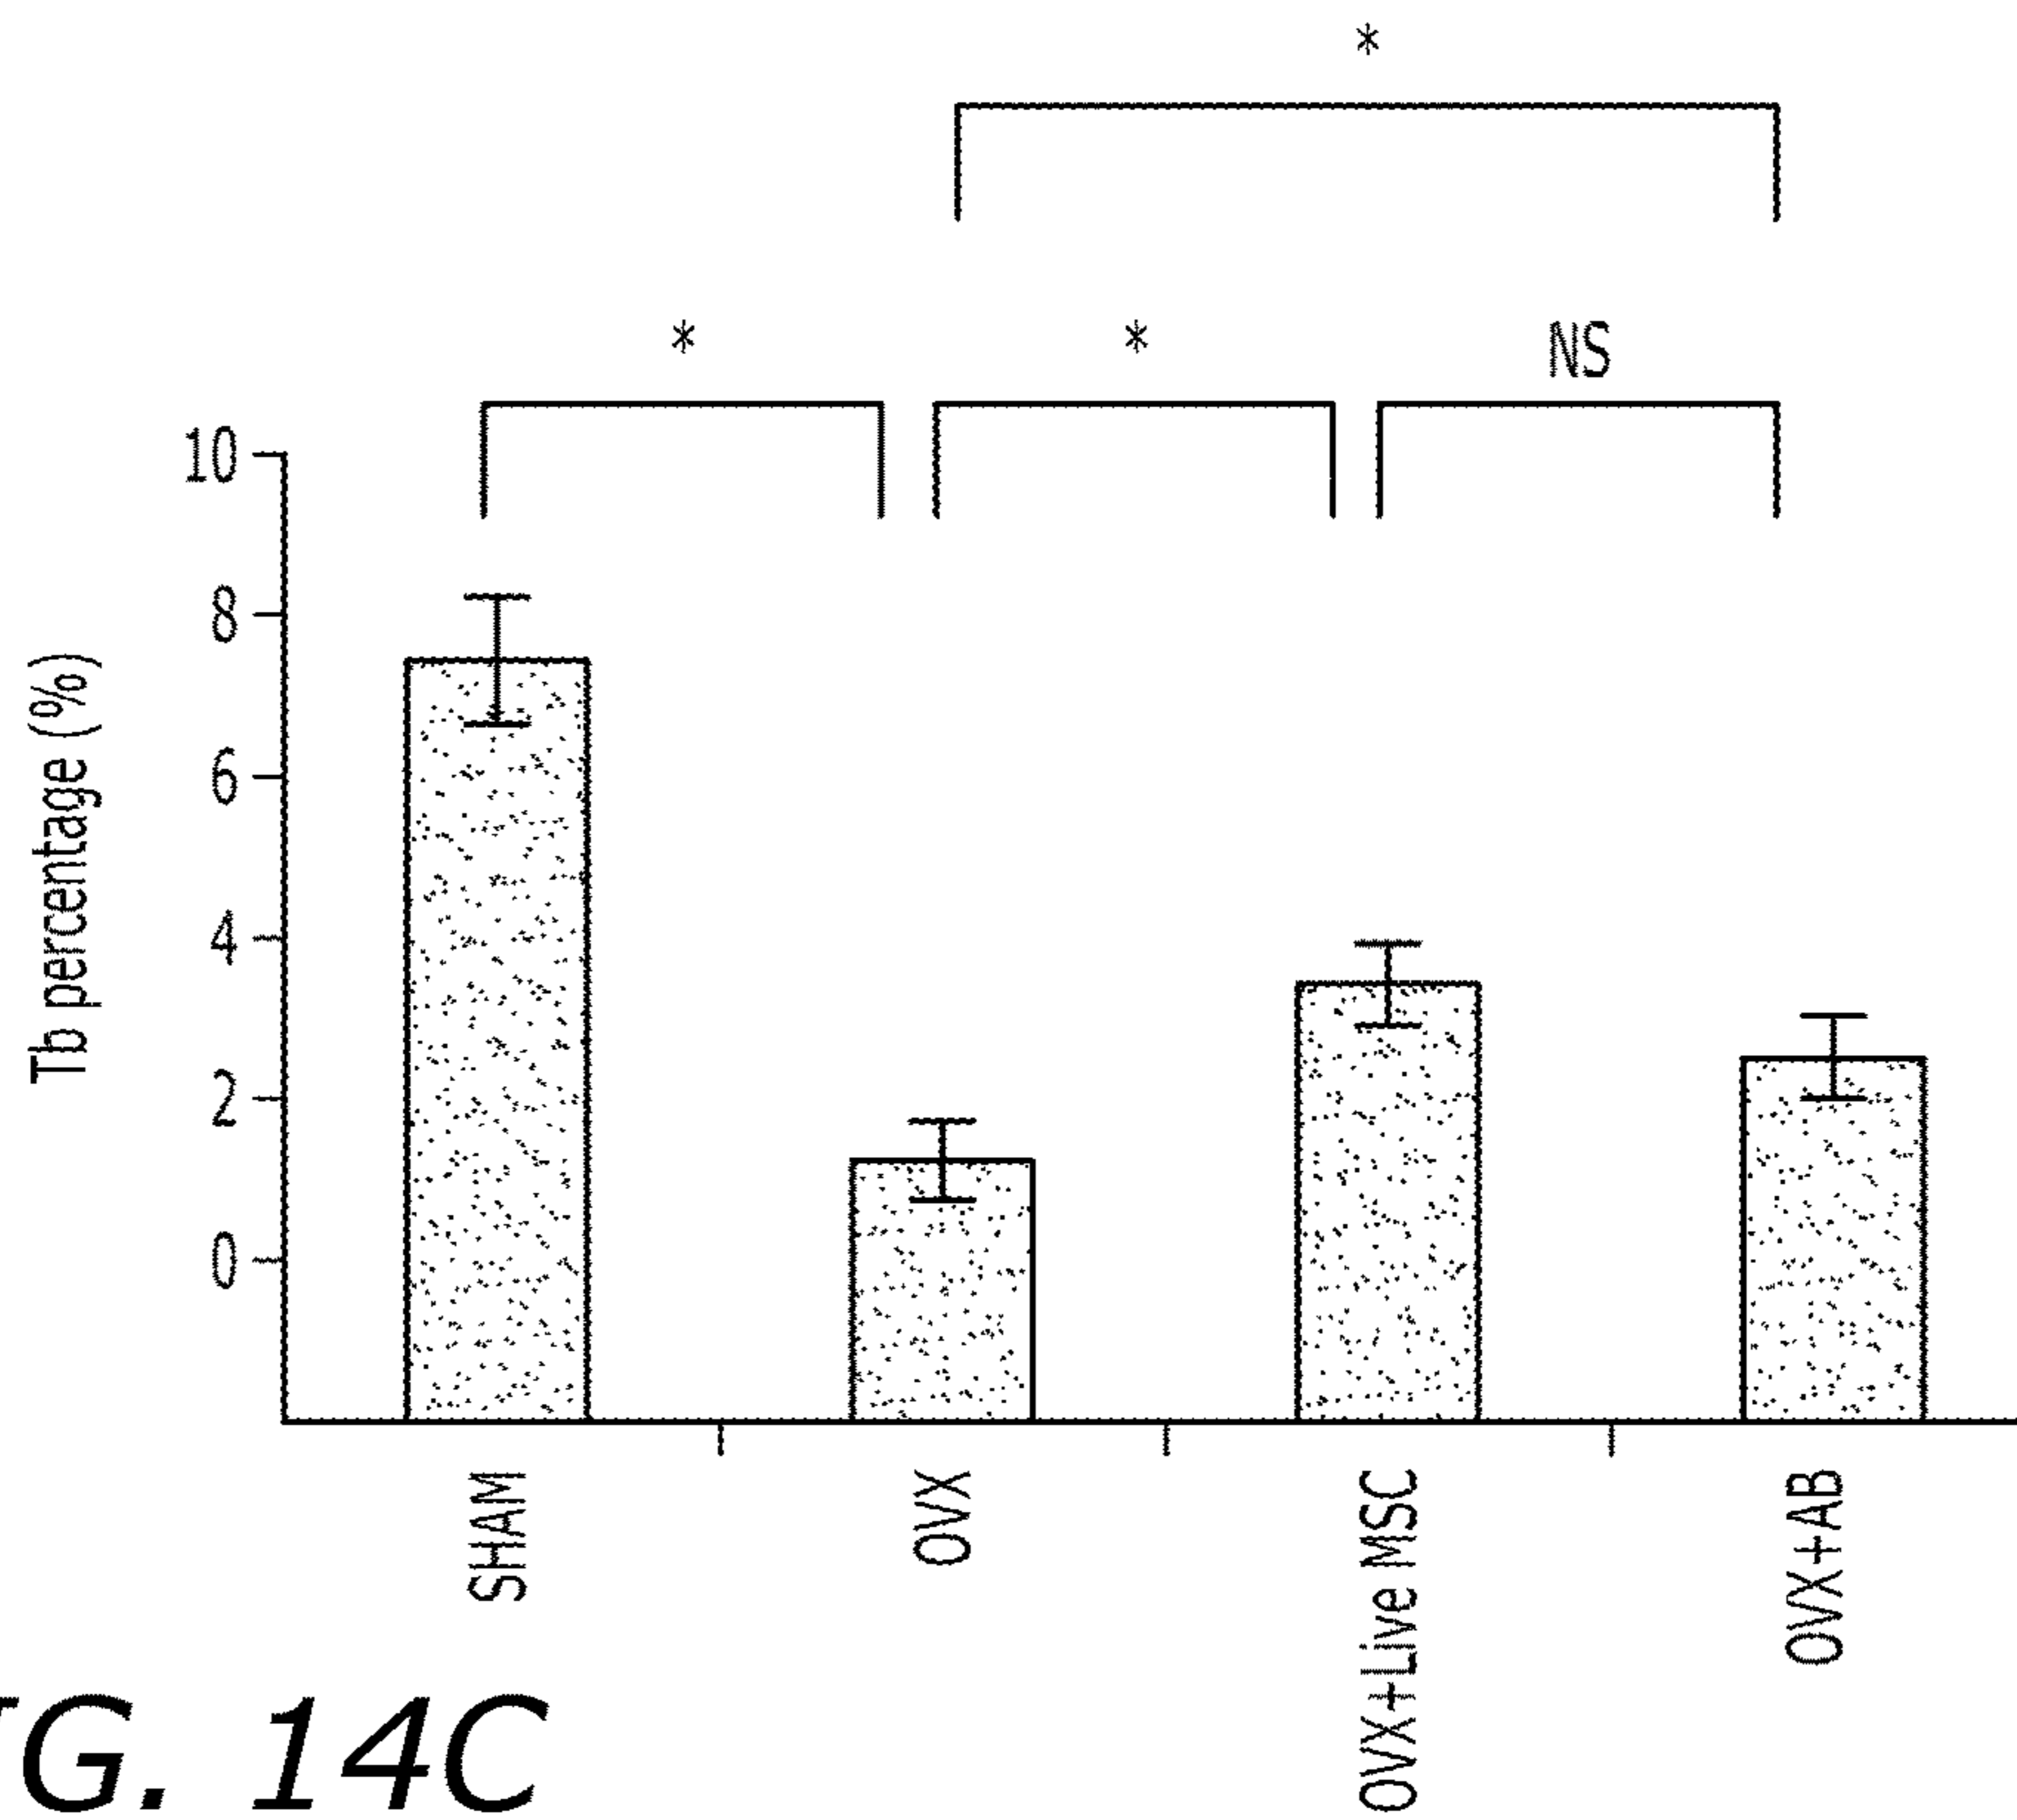 *
* * NS
10
8
6
4
2
0
Tb percentage (%)
SHAM
OVX
OVX+Live MSC
OVX+AB
G. 14C